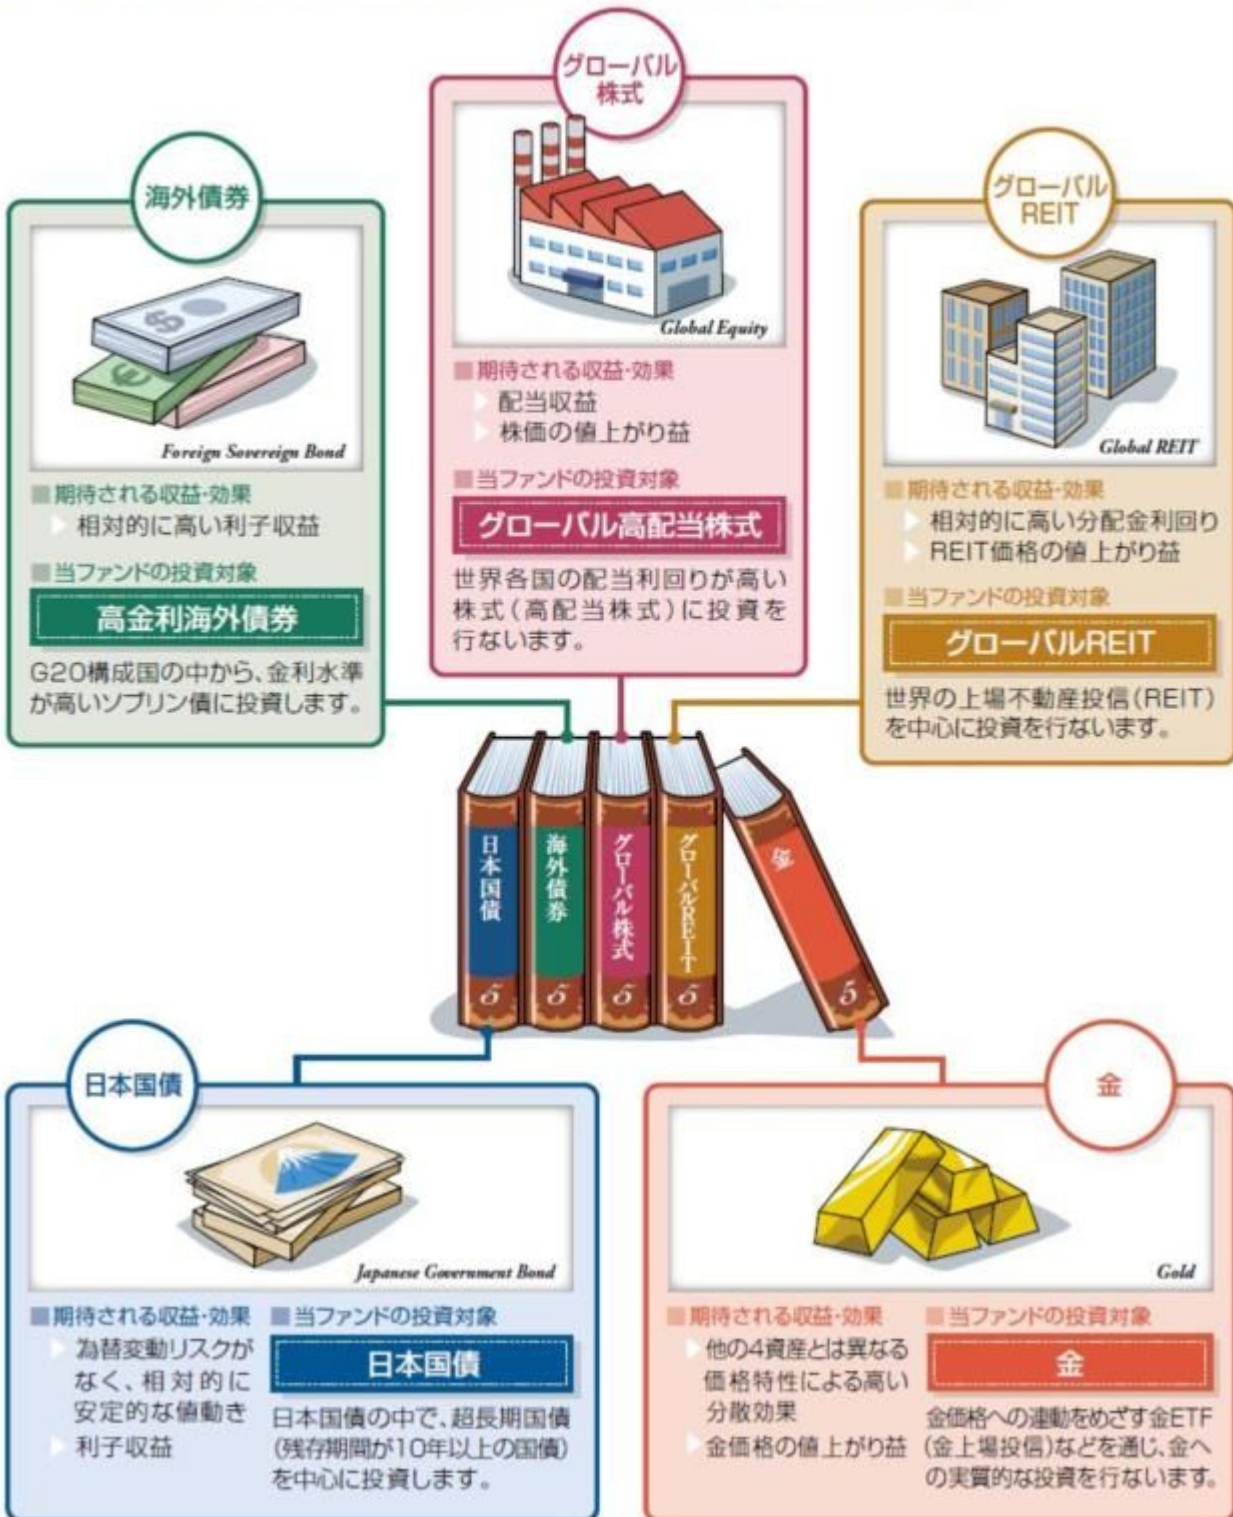 海外債券
Foreign Sovereign Bond
■期待される収益・効果
相対的に高い利子収益
■当ファンドの投資対象
高金利海外債券
G20構成国の中から、金利水準
が高いソブリン債に投資します。
グローバル
株式
Global Equity
■期待される収益・効果
配当収益
株価の値上がり益
■当ファンドの投資対象
グローバル高配当株式
世界各国の配当利回りが高い
株式(高配当株式)に投資を
行ないます。
グローバル
REIT
Global REIT
■期待される収益・効果
相対的に高い分配金利回り
REIT価格の値上がり益
■当ファンドの投資対象
グローバルREIT
世界の上場不動産投信(REIT)
を中心に投資を行ないます。
日本国債
5
海外債券
5
グローバル株式
5
グローバルREIT
5
金
5
日本国債
Japanese Government Bond
■期待される収益・効果
為替変動リスクが
なく、相対的に
安定的な値動き
利子収益
■当ファンドの投資対象
日本国債
日本国債の中で、超長期国債
(残存期間が10年以上の国債)
を中心に投資します。
金
Gold
■期待される収益・効果
他の4資産とは異なる
価格特性による高い
分散効果
金価格の値上がり益
■当ファンドの投資対象
金
金価格への連動をめざす金ETF
(金上場投信)などを通じ、金へ
の実質的な投資を行ないます。